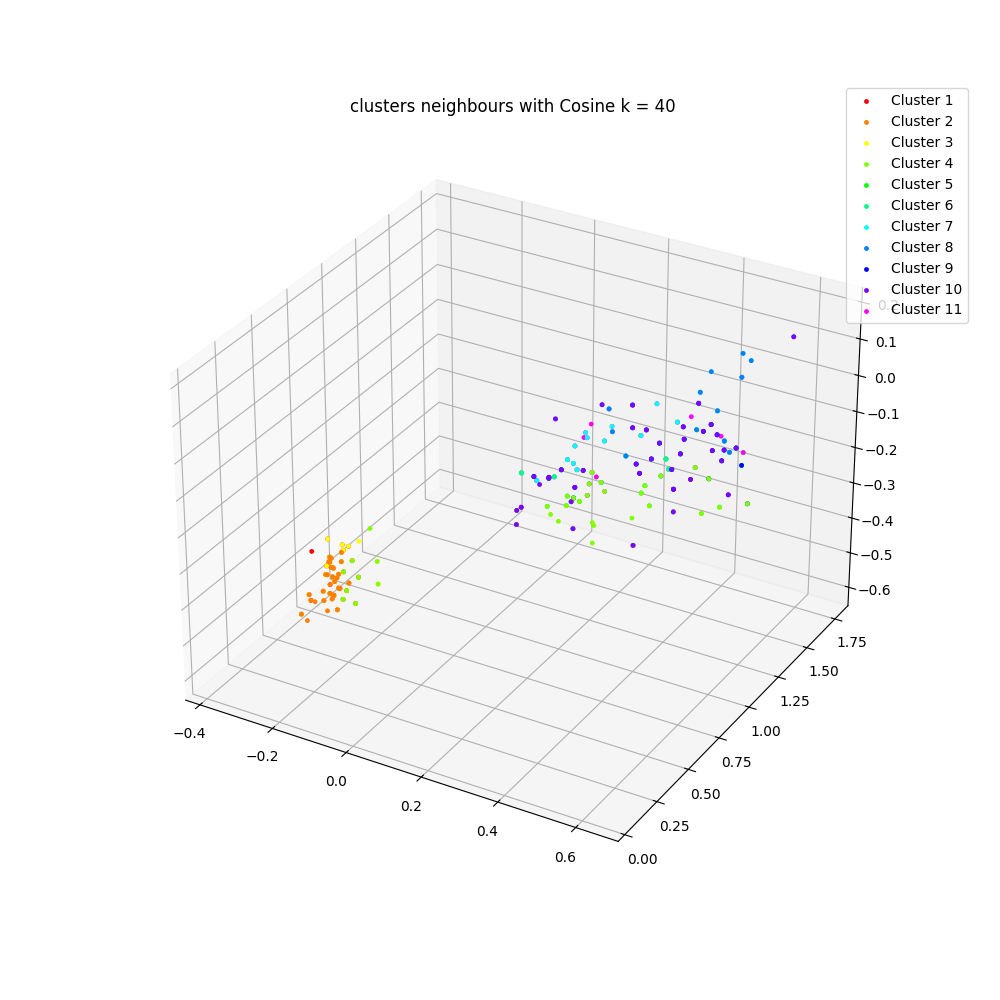 clusters neighbours with Cosine k = 40
Cluster 1
Cluster 2
Cluster 3
Cluster 4
Cluster 5
Cluster 6
Cluster 7
Cluster 8
Cluster 9
Cluster 10
Cluster 11
0.2
0.1
0.0
−0.1
−0.2
−0.3
−0.4
−0.5
−0.6
1.75
1.50
1.25
1.00
0.75
0.50
0.25
0.00
−0.4
−0.2
0.0
0.2
0.4
0.6